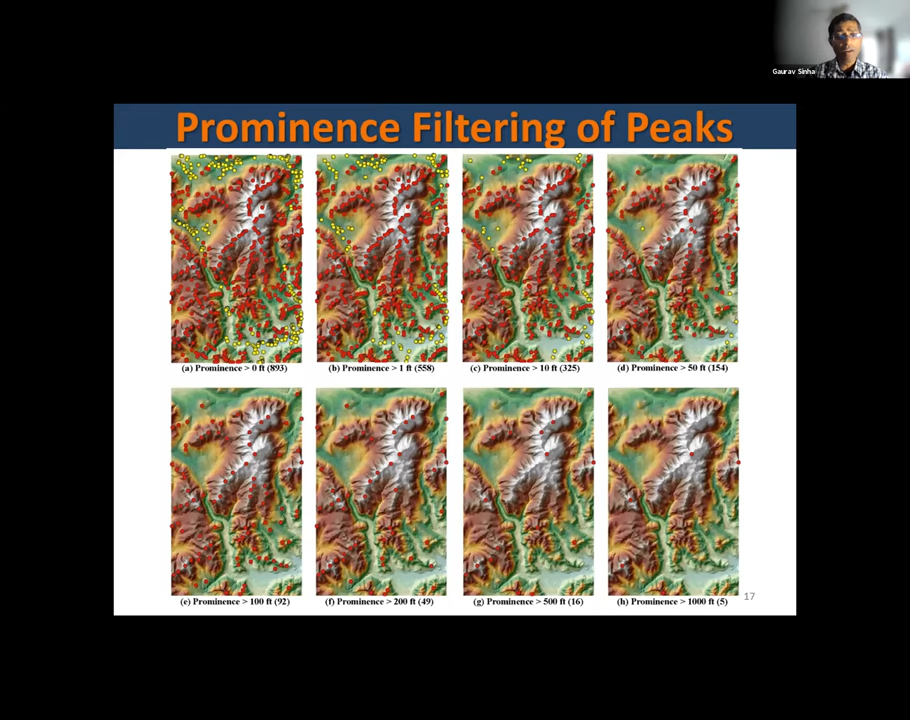 Gaurav Sinha
Prominence Filtering of Peaks
(a) Prominence > 0 ft (893)
(b) Prominence > 1 ft (558)
(c) Prominence > 10 ft (325)
(d) Prominence > 50 ft (154)
(e) Prominence > 100 ft (92)
(f) Prominence > 200 ft (49)
(g) Prominence > 500 ft (16)
(h) Prominence > 1000 ft (5)
17